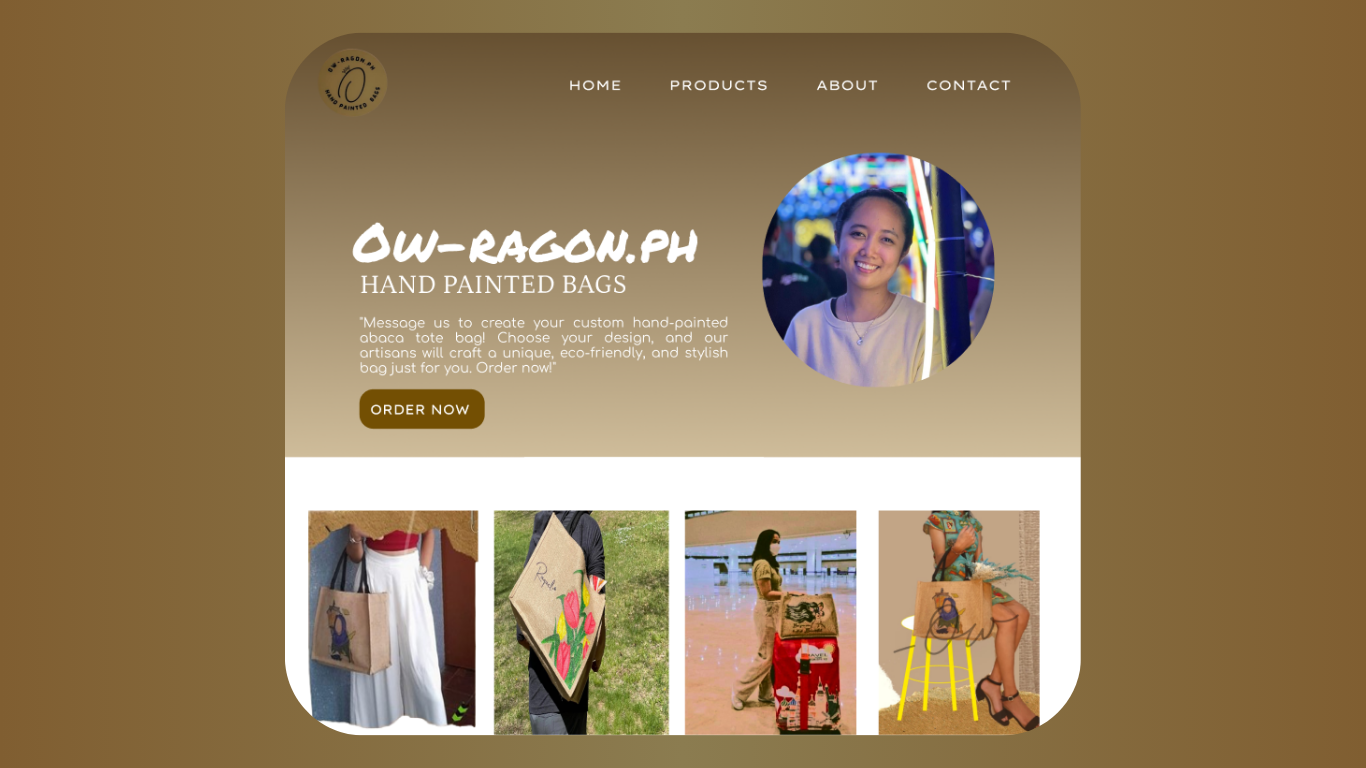 OW-RAGON.PH
O
HAND PAINTED BAGS
HOME PRODUCTS ABOUT CONTACT
OW-RAGON.PH
HAND PAINTED BAGS
"Message us to create your custom hand-painted
abaca tote bag! Choose your design, and our
artisans will craft a unique, eco-friendly, and stylish
bag just for you. Order now!"
ORDER NOW